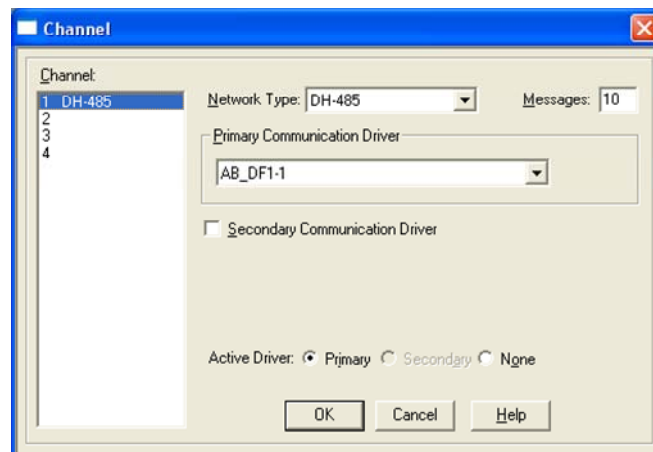 Channel
Channel:
1 DH-485
2
3
4
Network Type: DH-485 Messages: 10
Primary Communication Driver
AB_DF1-1
Secondary Communication Driver
Active Driver: Primary Secondary None
OK Cancel Help